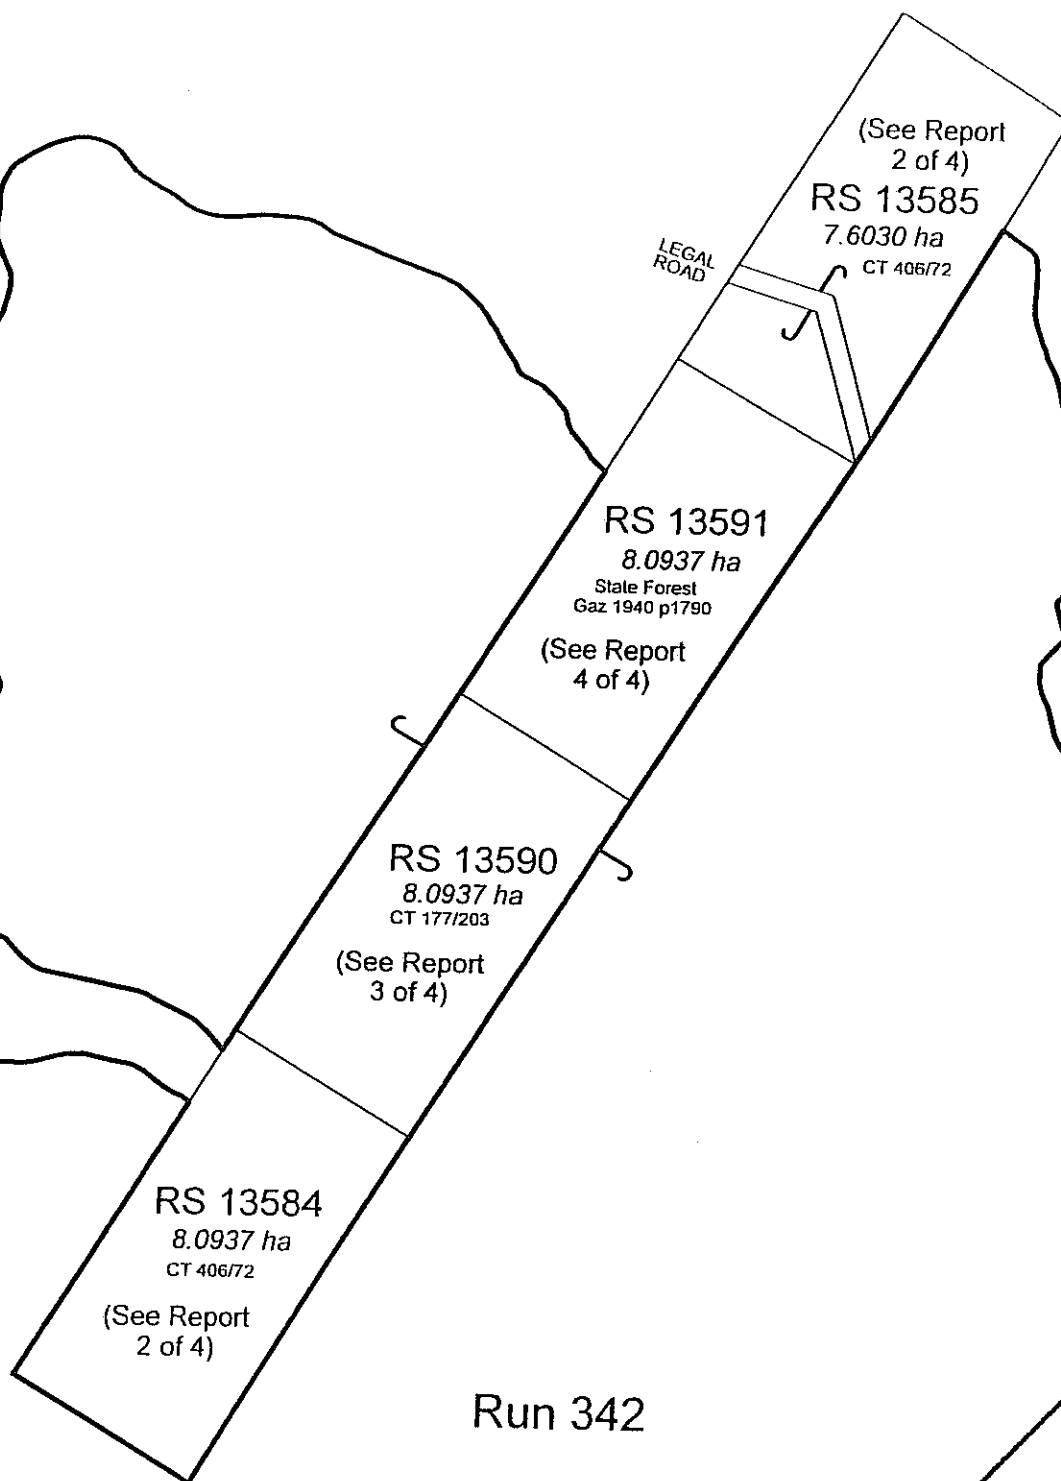 (See Report
2 of 4)
RS 13585
7.6030 ha
CT 406/72
LEGAL
ROAD
RS 13591
8.0937 ha
State Forest
Gaz 1940 p1790
(See Report
4 of 4)
RS 13590
8.0937 ha
CT 177/203
(See Report
3 of 4)
RS 13584
8.0937 ha
CT 406/72
(See Report
2 of 4)
Run 342